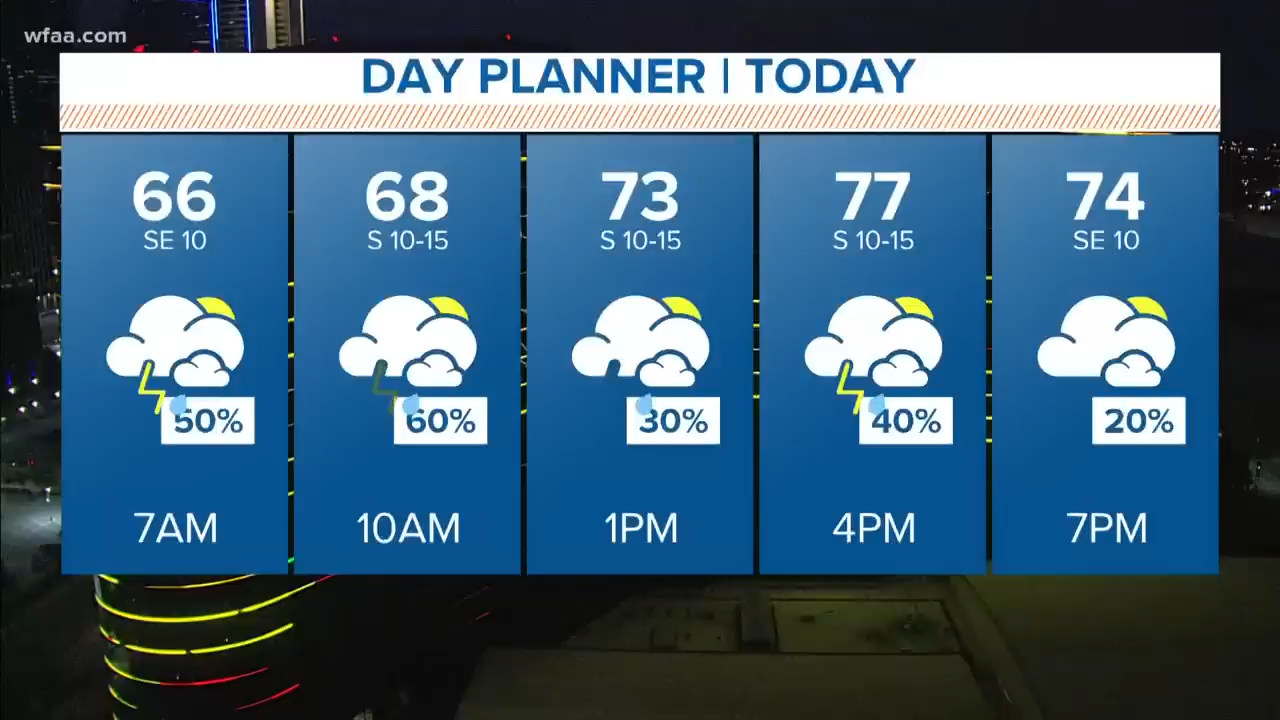 wfaa.com
DAY PLANNER | TODAY
66
SE 10
50%
7AM
68
S 10-15
60%
10AM
73
S 10-15
30%
1PM
77
S 10-15
40%
4PM
74
SE 10
20%
7PM